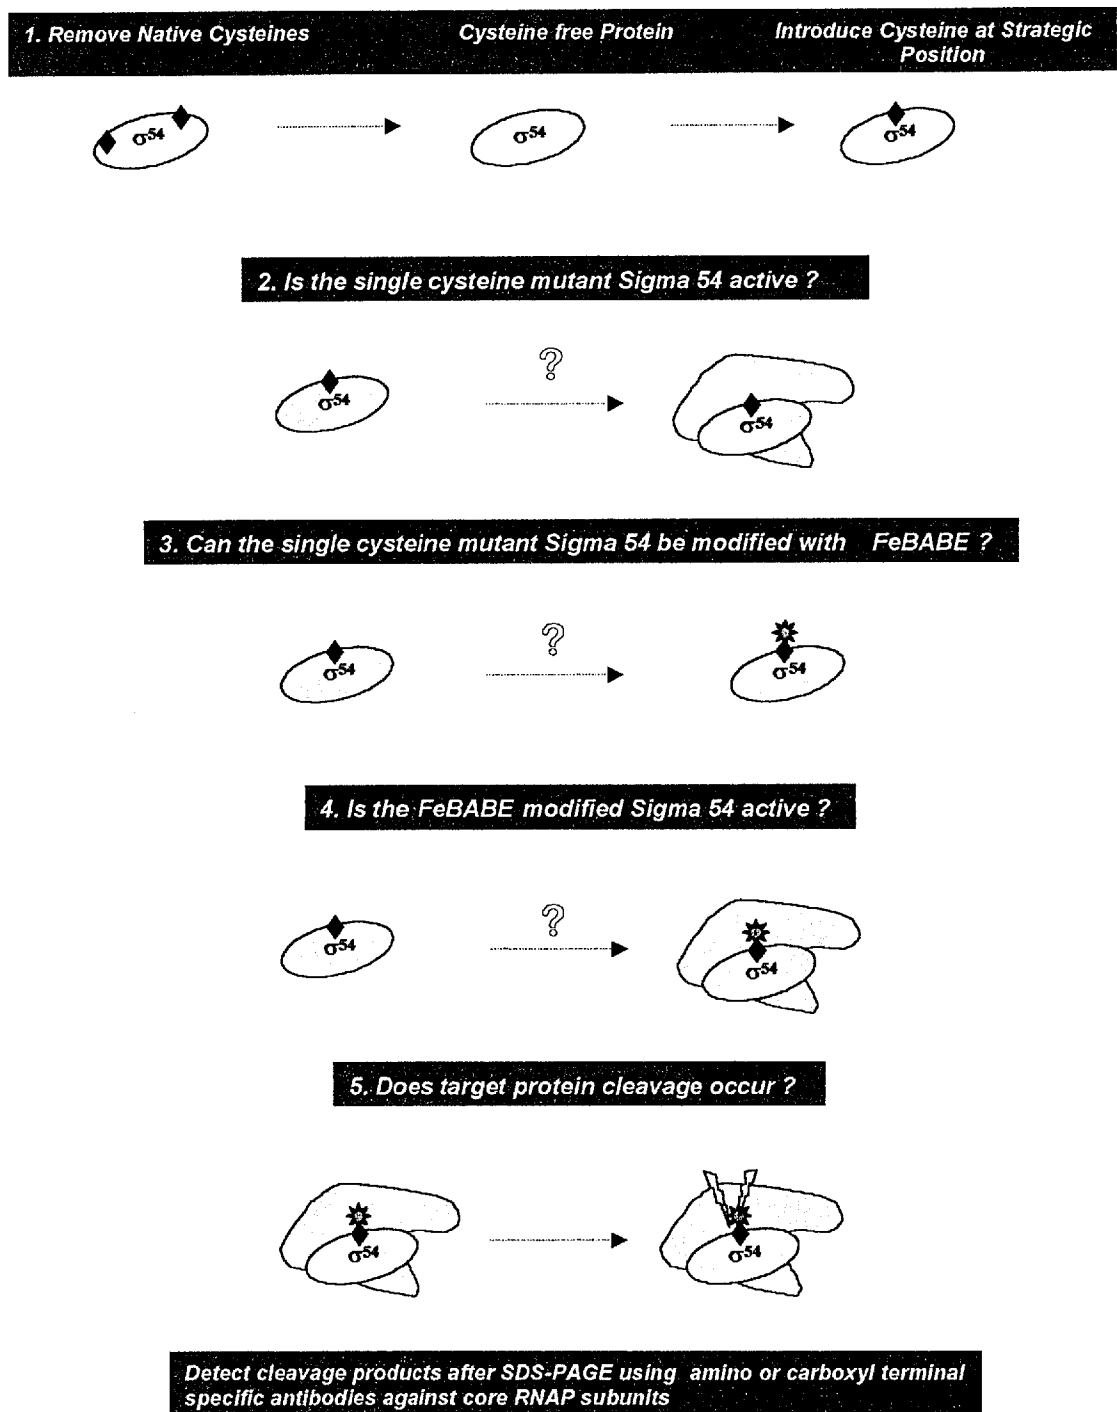 1. Remove Native Cysteines Cysteine free Protein Introduce Cysteine at Strategic
Position
σ54 σ54 σ54
2. Is the single cysteine mutant Sigma 54 active ?
?
σ54 σ54
3. Can the single cysteine mutant Sigma 54 be modified with FeBABE ?
?
σ54 σ54
4. Is the FeBABE modified Sigma 54 active ?
?
σ54 σ54
5. Does target protein cleavage occur ?
σ54 σ54
Detect cleavage products after SDS-PAGE using amino or carboxyl terminal
specific antibodies against core RNAP subunits